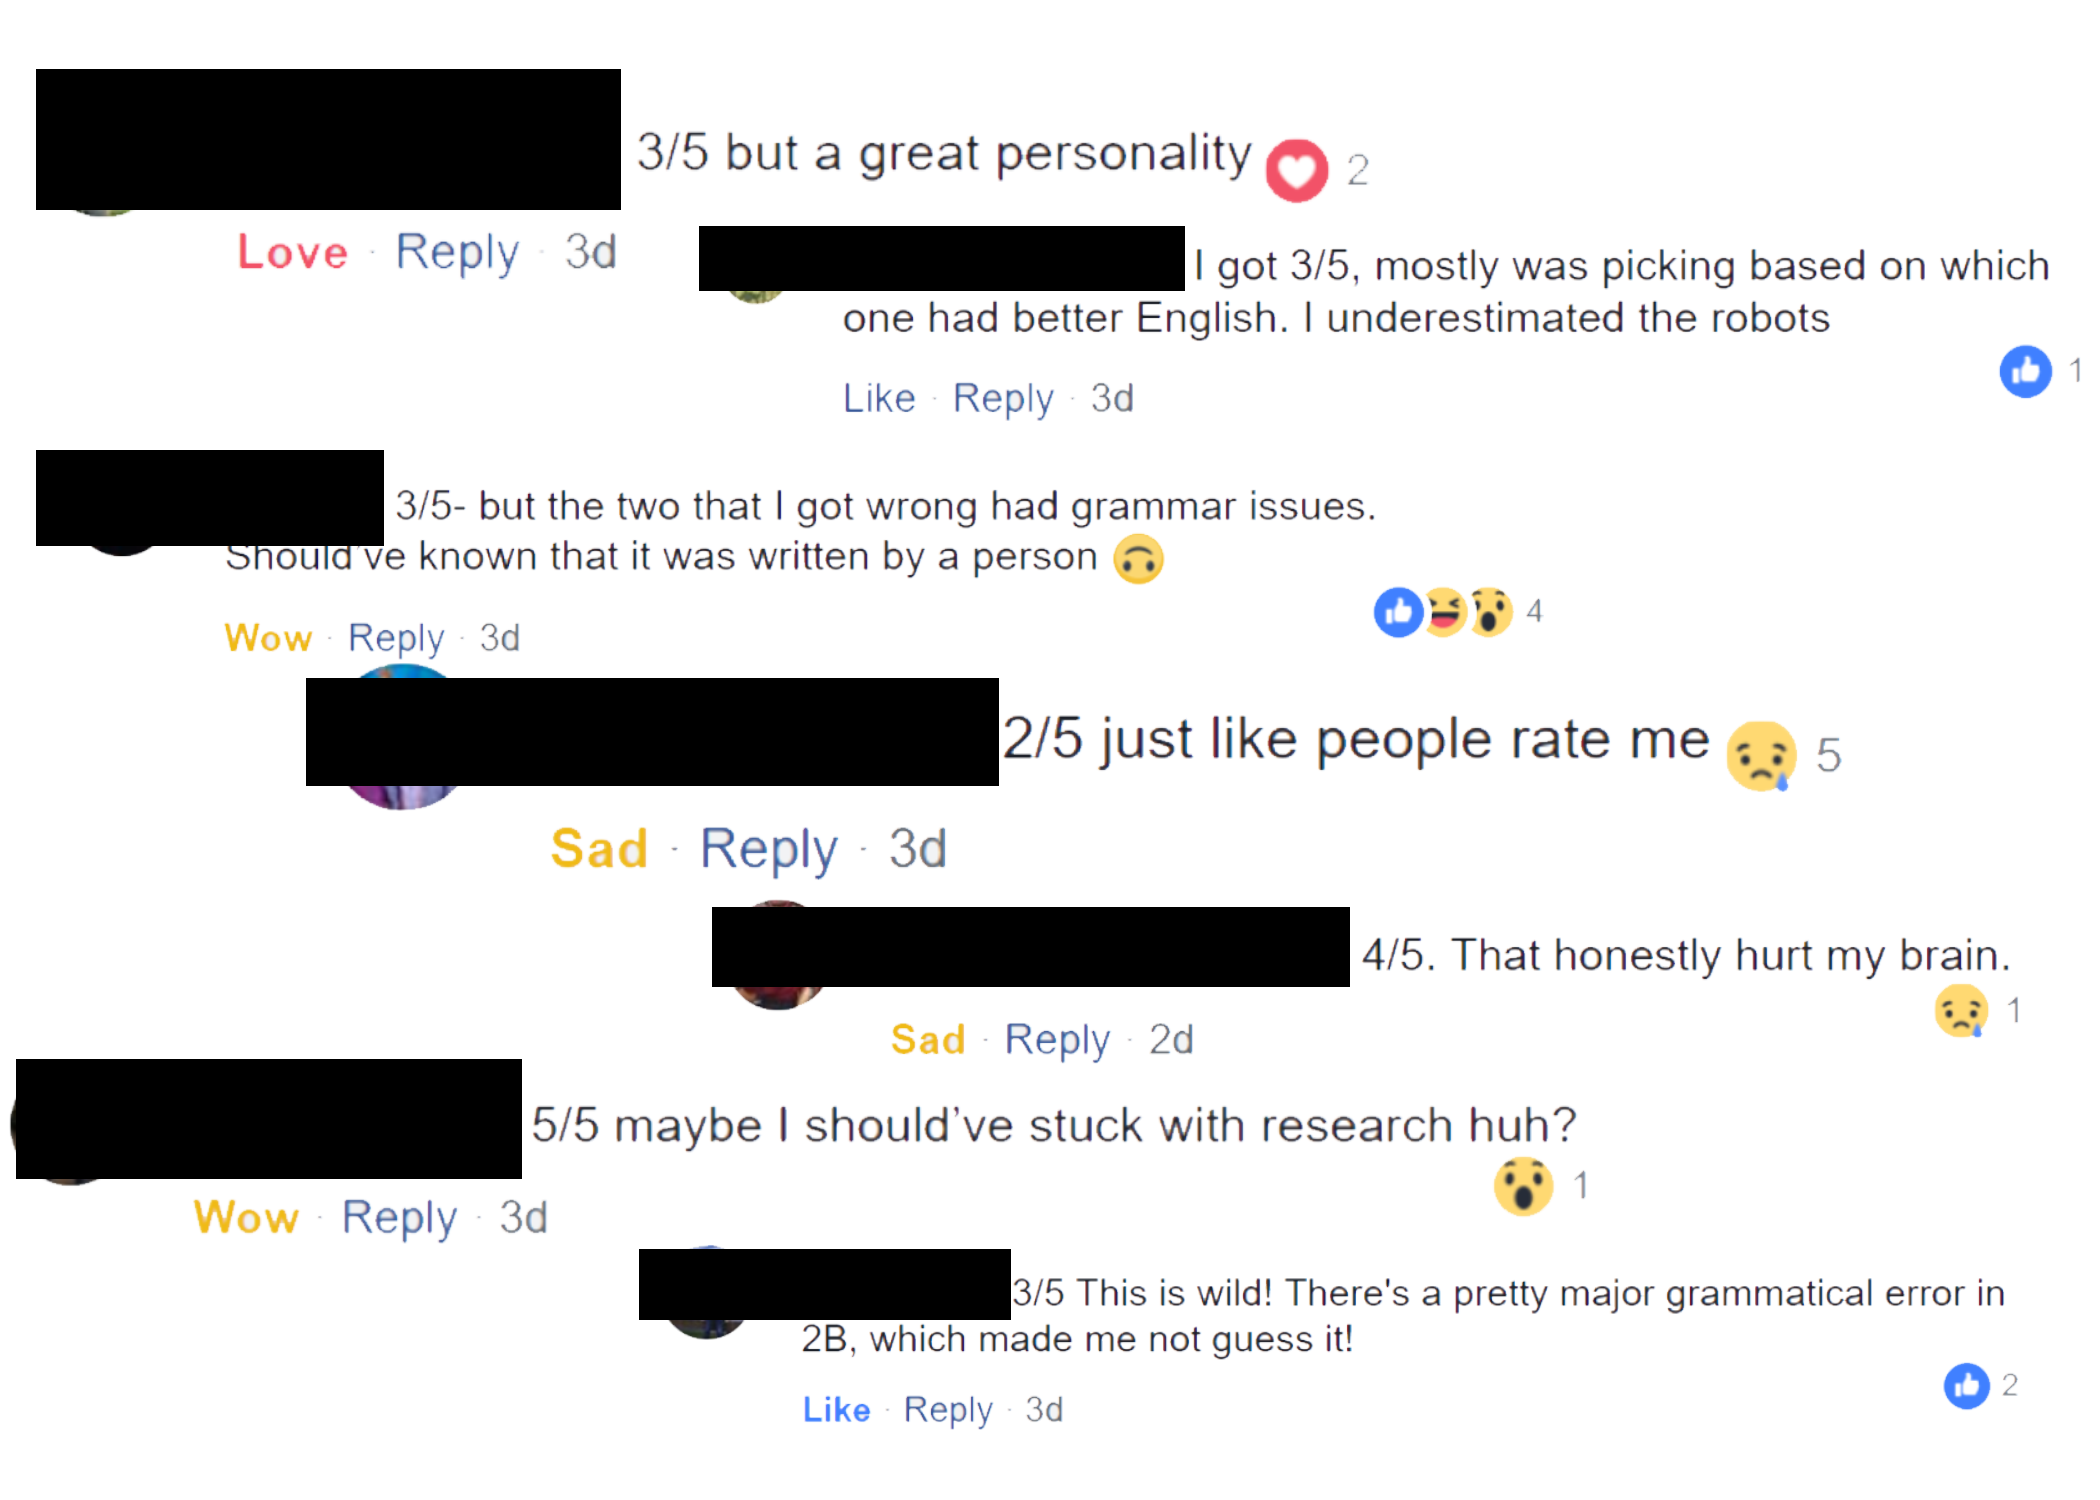 3/5 but a great personality 2
Love · Reply · 3d
I got 3/5, mostly was picking based on which
one had better English. I underestimated the robots
1
Like · Reply · 3d
3/5- but the two that I got wrong had grammar issues.
Should've known that it was written by a person 🙃
4
Wow · Reply · 3d
2/5 just like people rate me 5
Sad · Reply · 3d
4/5. That honestly hurt my brain.
1
Sad · Reply · 2d
5/5 maybe I should’ve stuck with research huh?
1
Wow · Reply · 3d
3/5 This is wild! There's a pretty major grammatical error in
2B, which made me not guess it!
2
Like · Reply · 3d